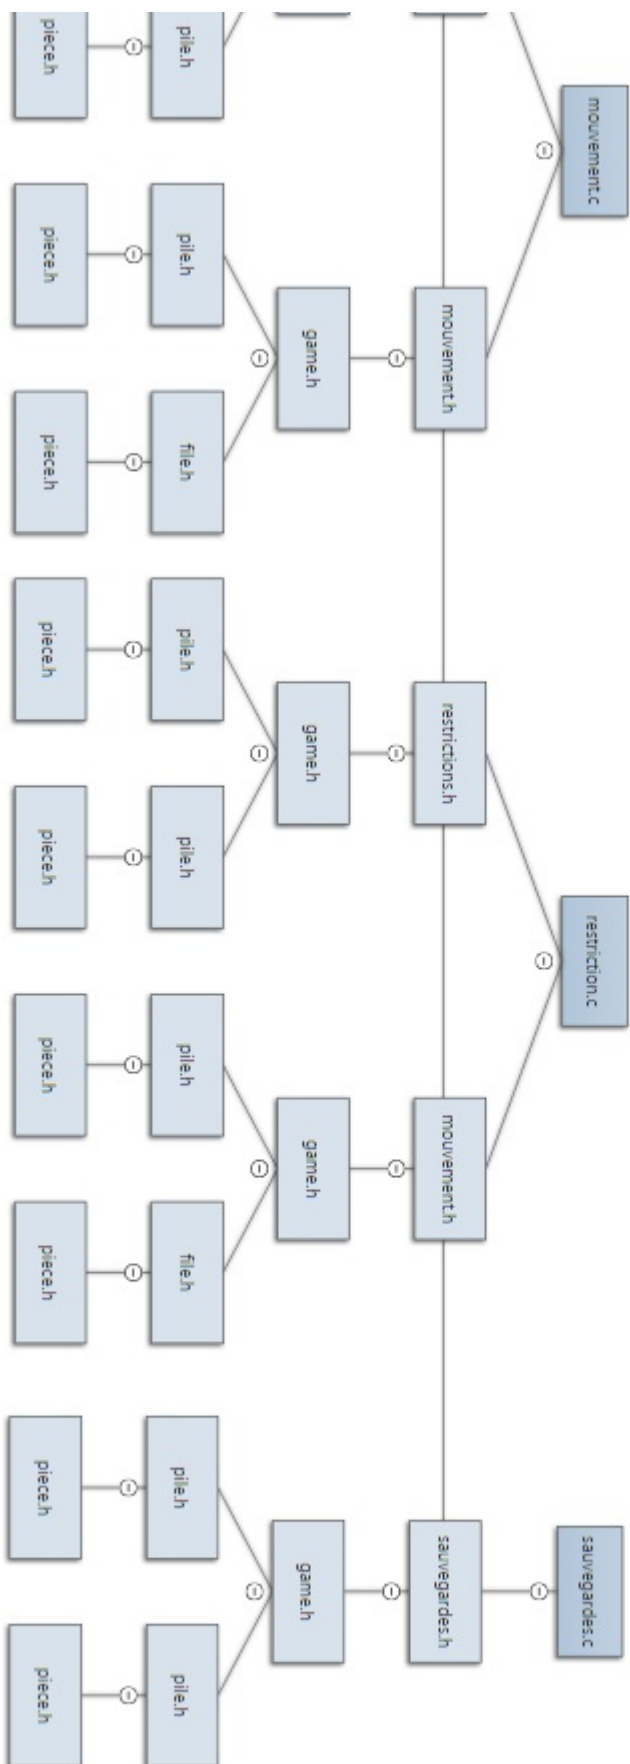 mouvement.c
restriction.c
sauvegardes.c
mouvement.h
restrictions.h
mouvement.h
sauvegardes.h
game.h
game.h
game.h
game.h
pile.h
pile.h
file.h
pile.h
pile.h
pile.h
file.h
pile.h
pile.h
piece.h
piece.h
piece.h
piece.h
piece.h
piece.h
piece.h
piece.h
piece.h